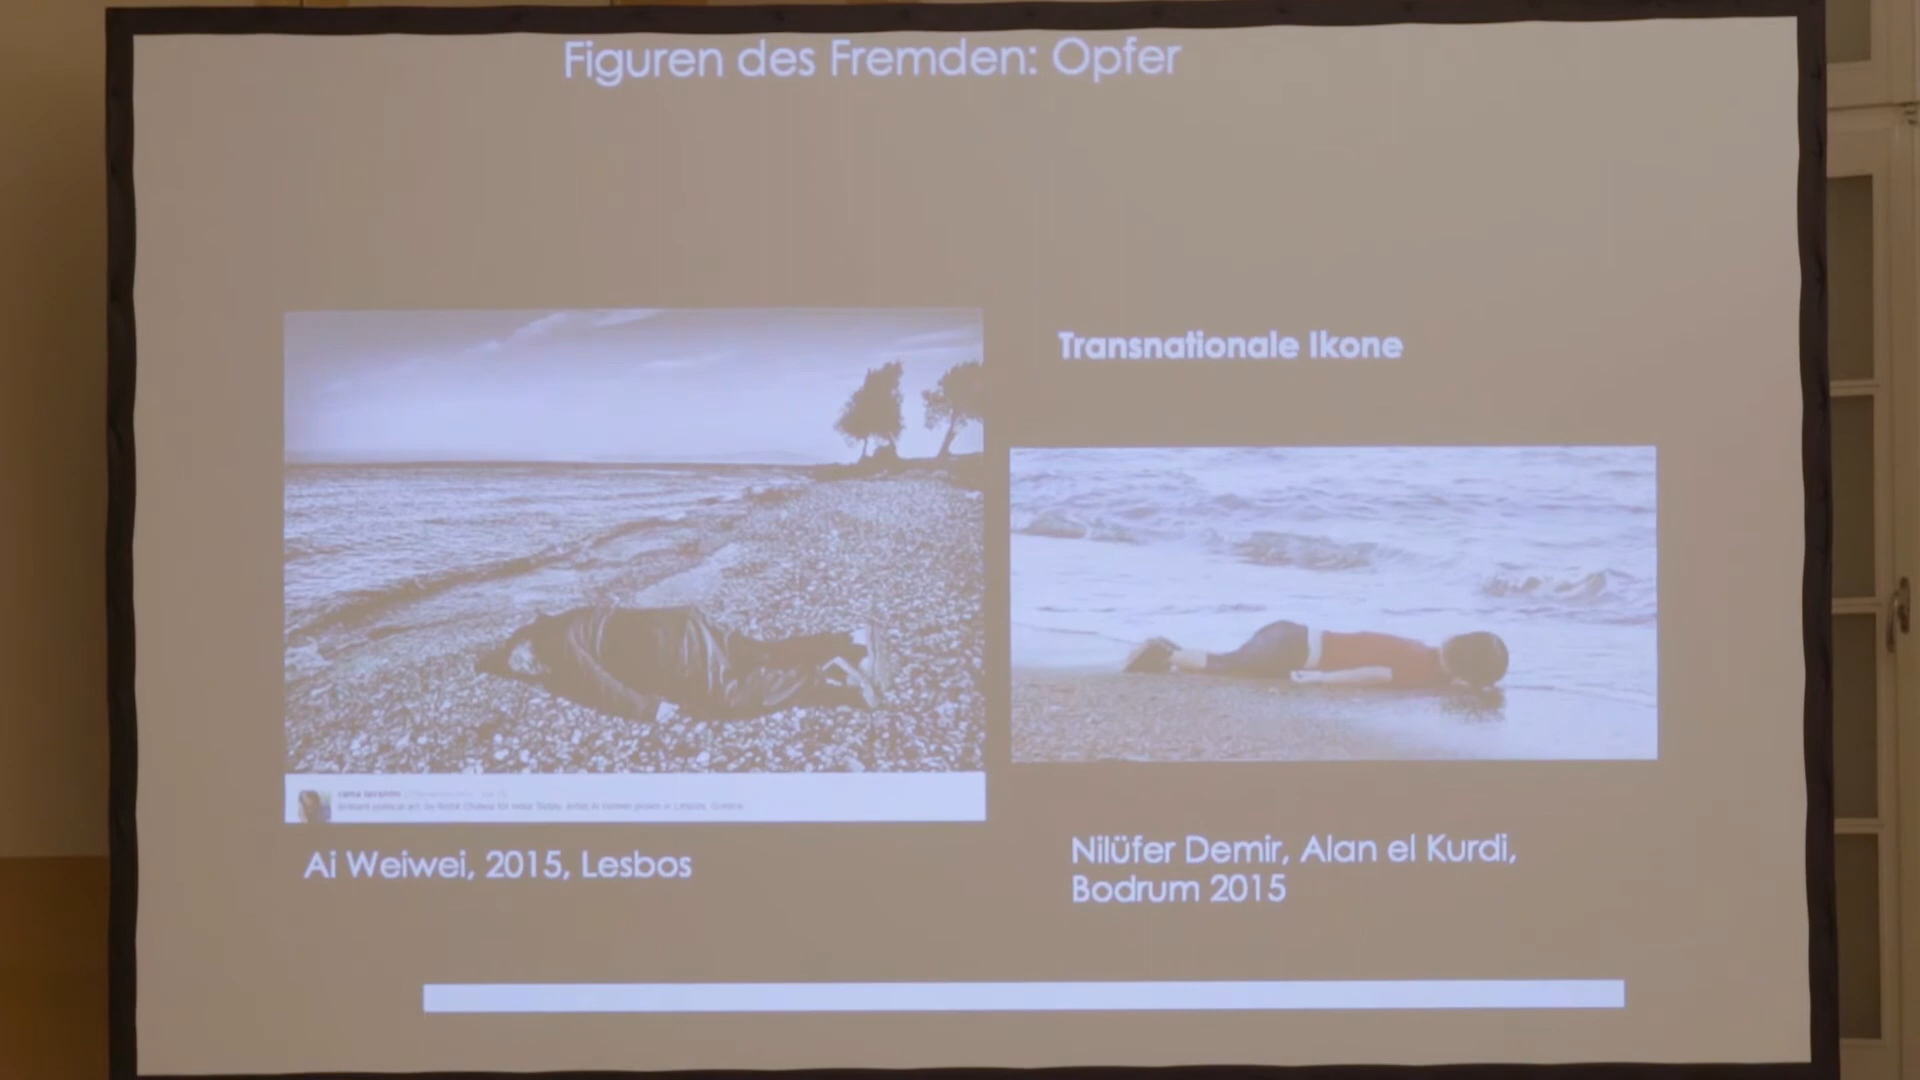 Figuren des Fremden: Opfer
Transnationale Ikone
Ai Weiwei, 2015, Lesbos
Nilüfer Demir, Alan el Kurdi,
Bodrum 2015